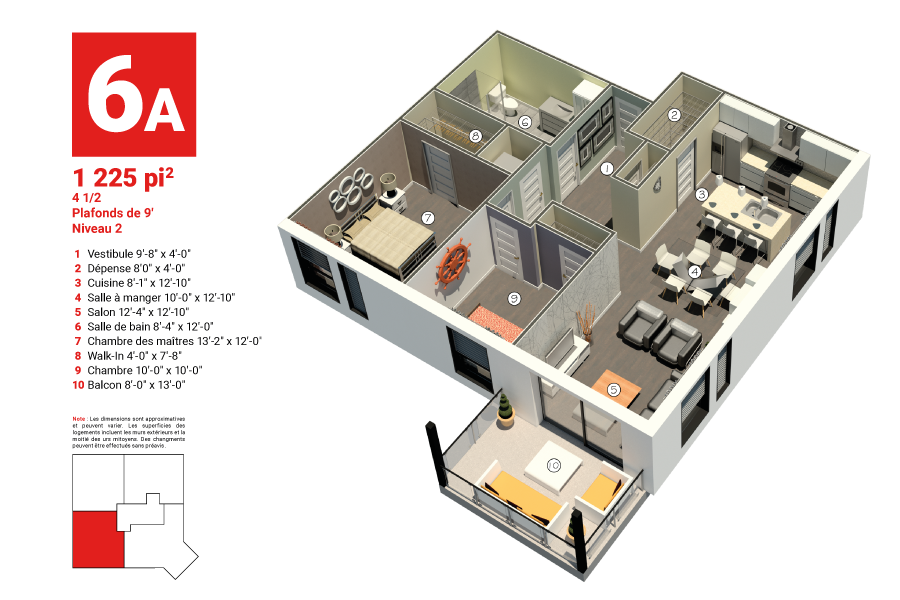 6A
1 225 pi²
4 1/2
Plafonds de 9'
Niveau 2
1 Vestibule 9'-8" x 4'-0"
2 Dépense 8'0" x 4'-0"
3 Cuisine 8'-1" x 12'-10"
4 Salle à manger 10'-0" x 12'-10"
5 Salon 12'-4" x 12'-10"
6 Salle de bain 8'-4" x 12'-0"
7 Chambre des maîtres 13'-2" x 12'-0"
8 Walk-In 4'-0" x 7'-8"
9 Chambre 10'-0" x 10'-0"
10 Balcon 8'-0" x 13'-0"
Note : Les dimensions sont approximatives
et peuvent varier. Les superficies des
logements incluent les murs extérieurs et la
moitié des urs mitoyens. Des changments
peuvent être effectués sans préavis.
2
6
8
1
3
7
4
9
5
10